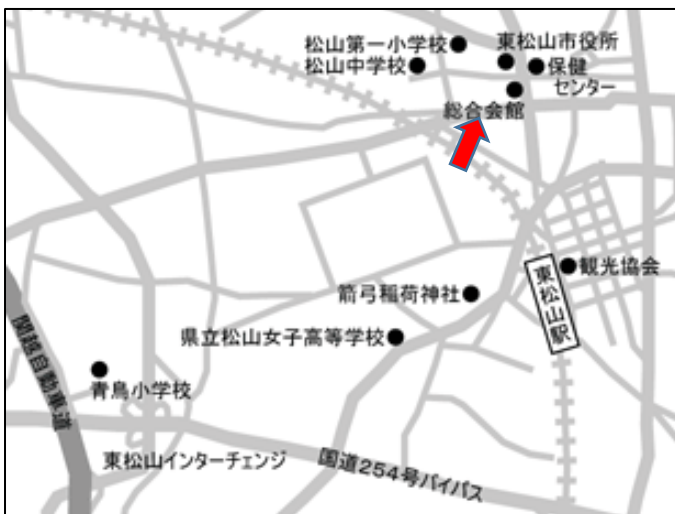 松山第一小学校
東松山市役所
松山中学校
保健
センター
総合会館
観光協会
東松山駅
箭弓稲荷神社
県立松山女子高等学校
関越自動車道
青鳥小学校
東松山インターチェンジ
国道254号バイパス